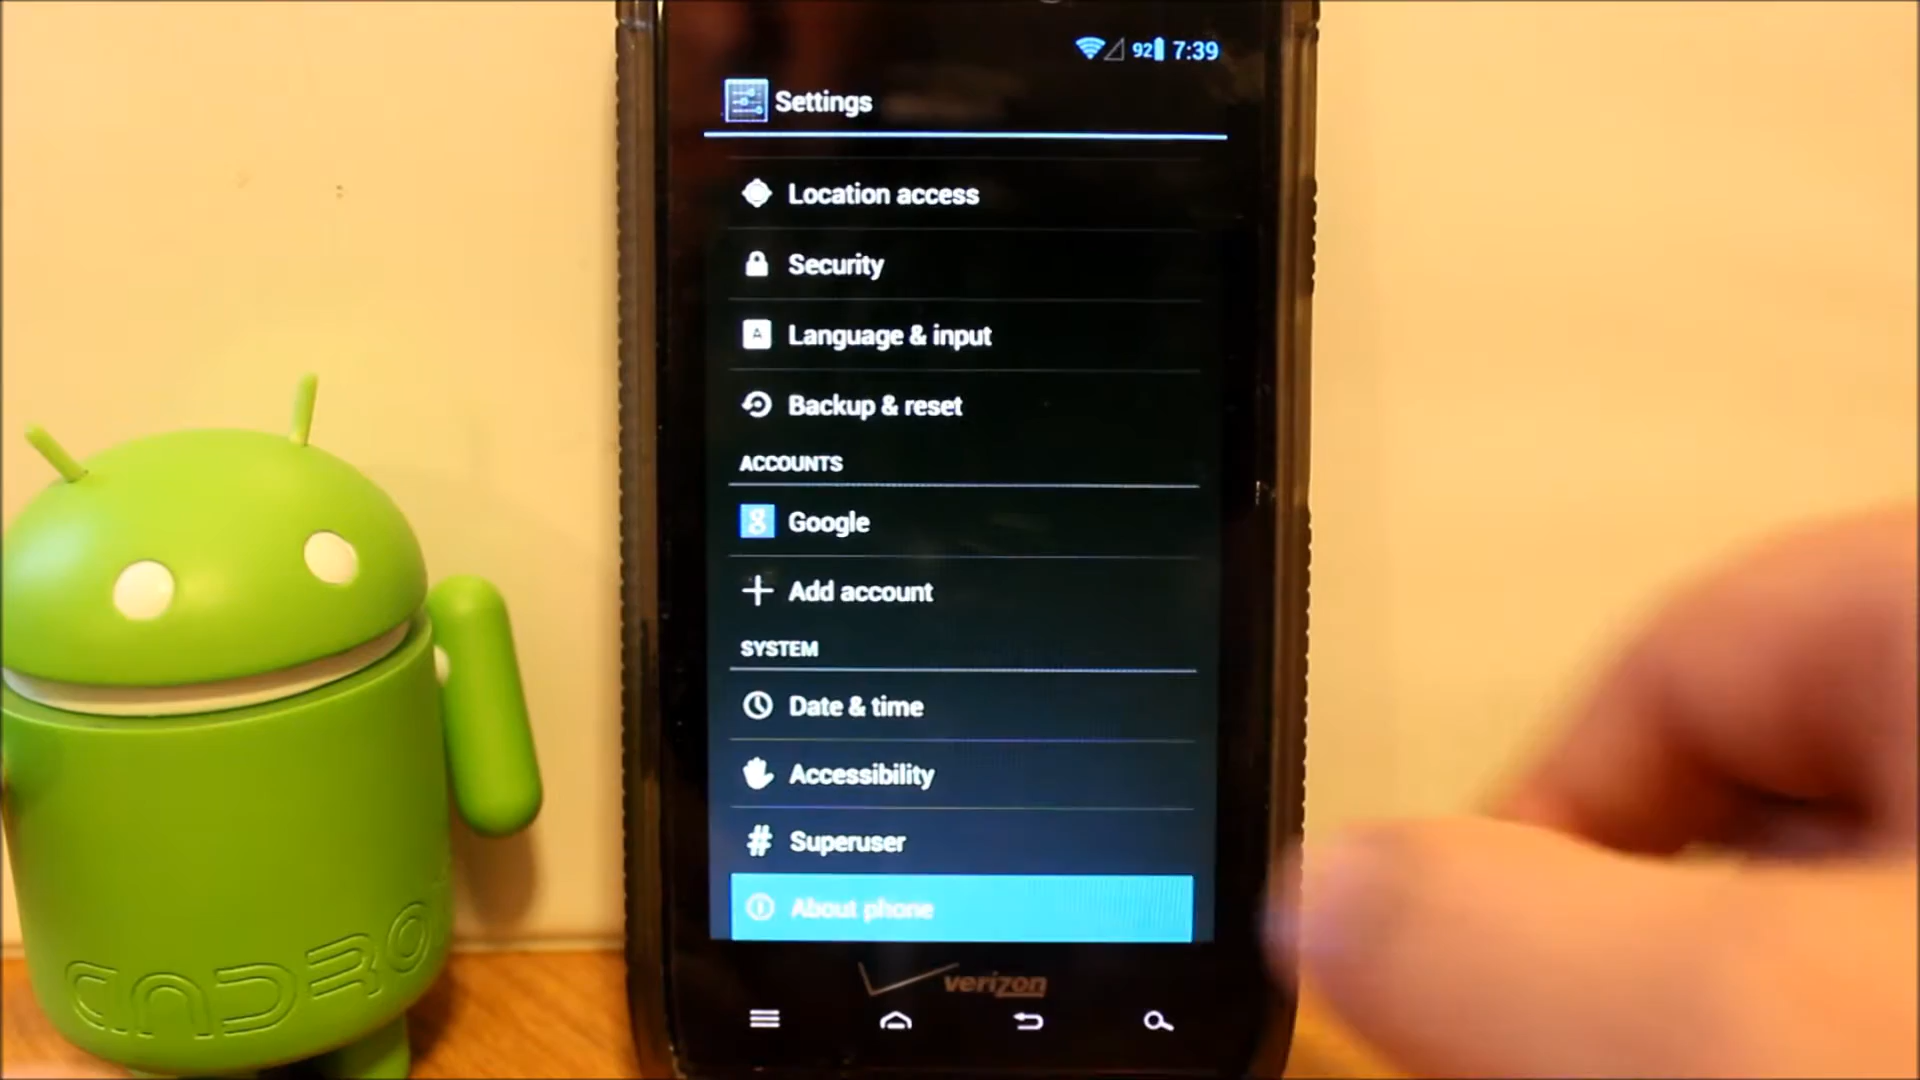 92 7:39
Settings
Location access
Security
A Language & input
Backup & reset
ACCOUNTS
g Google
Add account
SYSTEM
Date & time
Accessibility
# Superuser
About phone
verizon
ANDROI